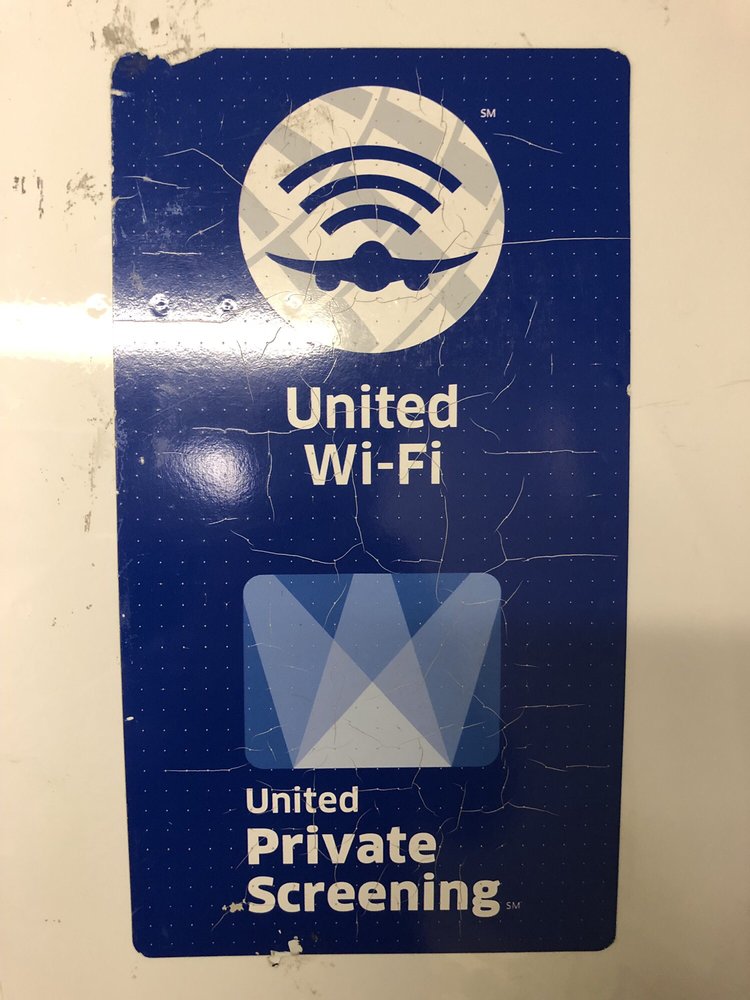 SM
United
Wi-Fi
United
Private
Screening
SM